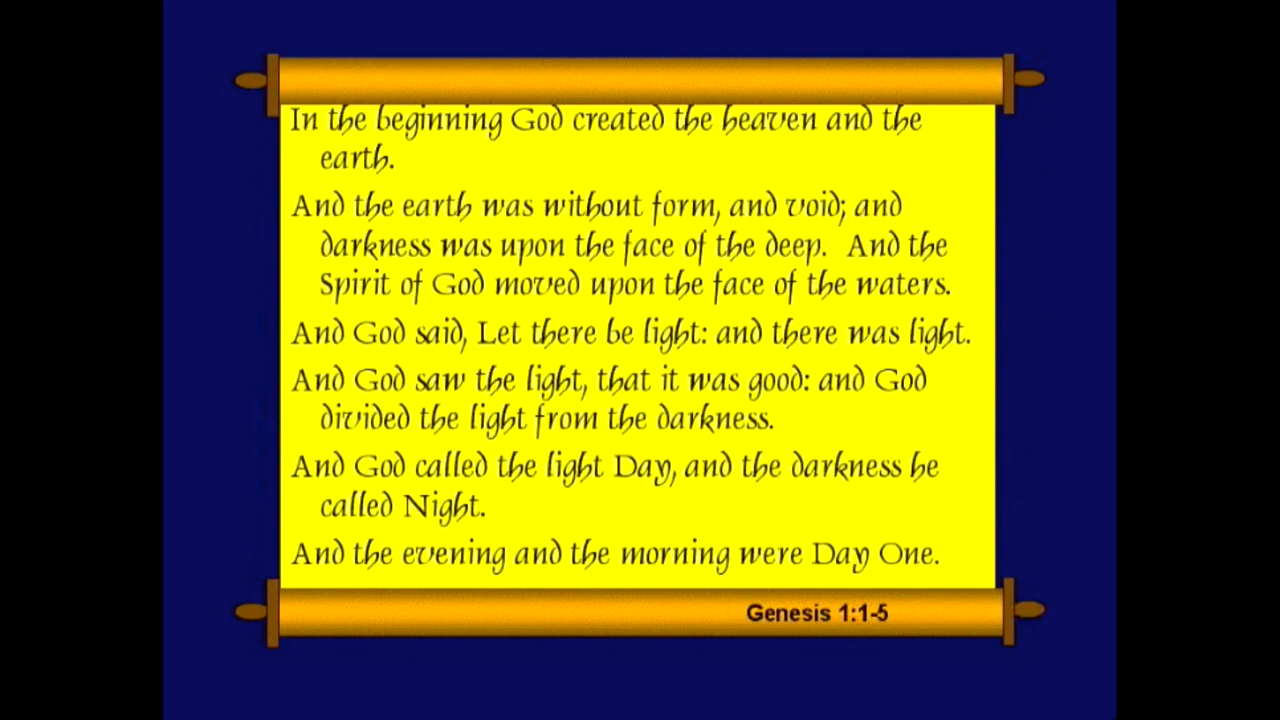 In the beginning God created the heaven and the
earth.
And the earth was without form, and void; and
darkness was upon the face of the deep.  And the
Spirit of God moved upon the face of the waters.
And God said, Let there be light: and there was light.
And God saw the light, that it was good: and God
divided the light from the darkness.
And God called the light Day, and the darkness he
called Night.
And the evening and the morning were Day One.
Genesis 1:1-5